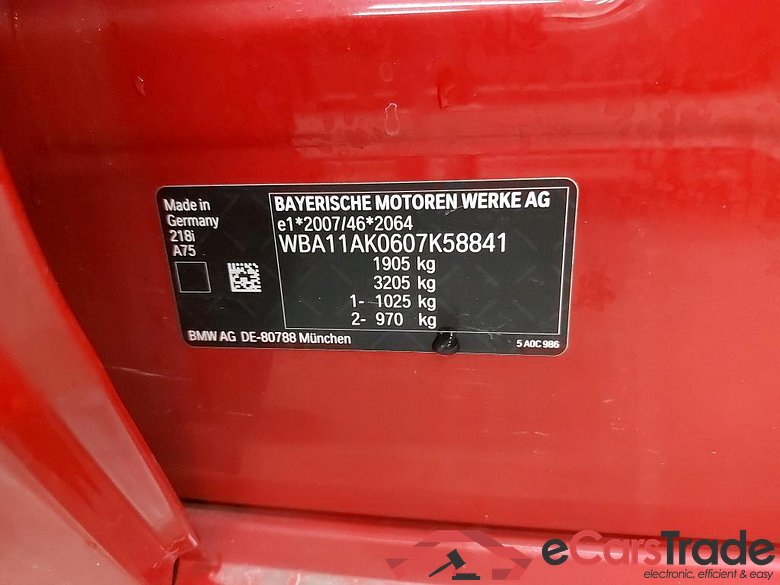 Made in
Germany
218i
A75
BAYERISCHE MOTOREN WERKE AG
e1*2007/46*2064
WBA11AK0607K58841
1905 kg
3205 kg
1- 1025 kg
2- 970 kg
BMW AG DE-80788 München
5 A0C 986
eCarsTrade
electronic, efficient & easy